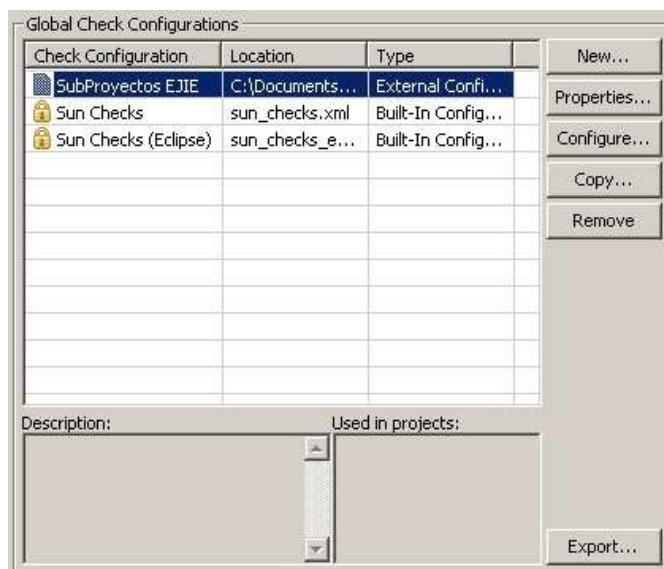 Global Check Configurations
Check Configuration Location Type New...
SubProyectos EJIE C:\Documents... External Confi...
Properties...
Sun Checks sun_checks.xml Built-In Config...
Sun Checks (Eclipse) sun_checks_e... Built-In Config... Configure...
Copy...
Remove
Description: Used in projects:
Export...